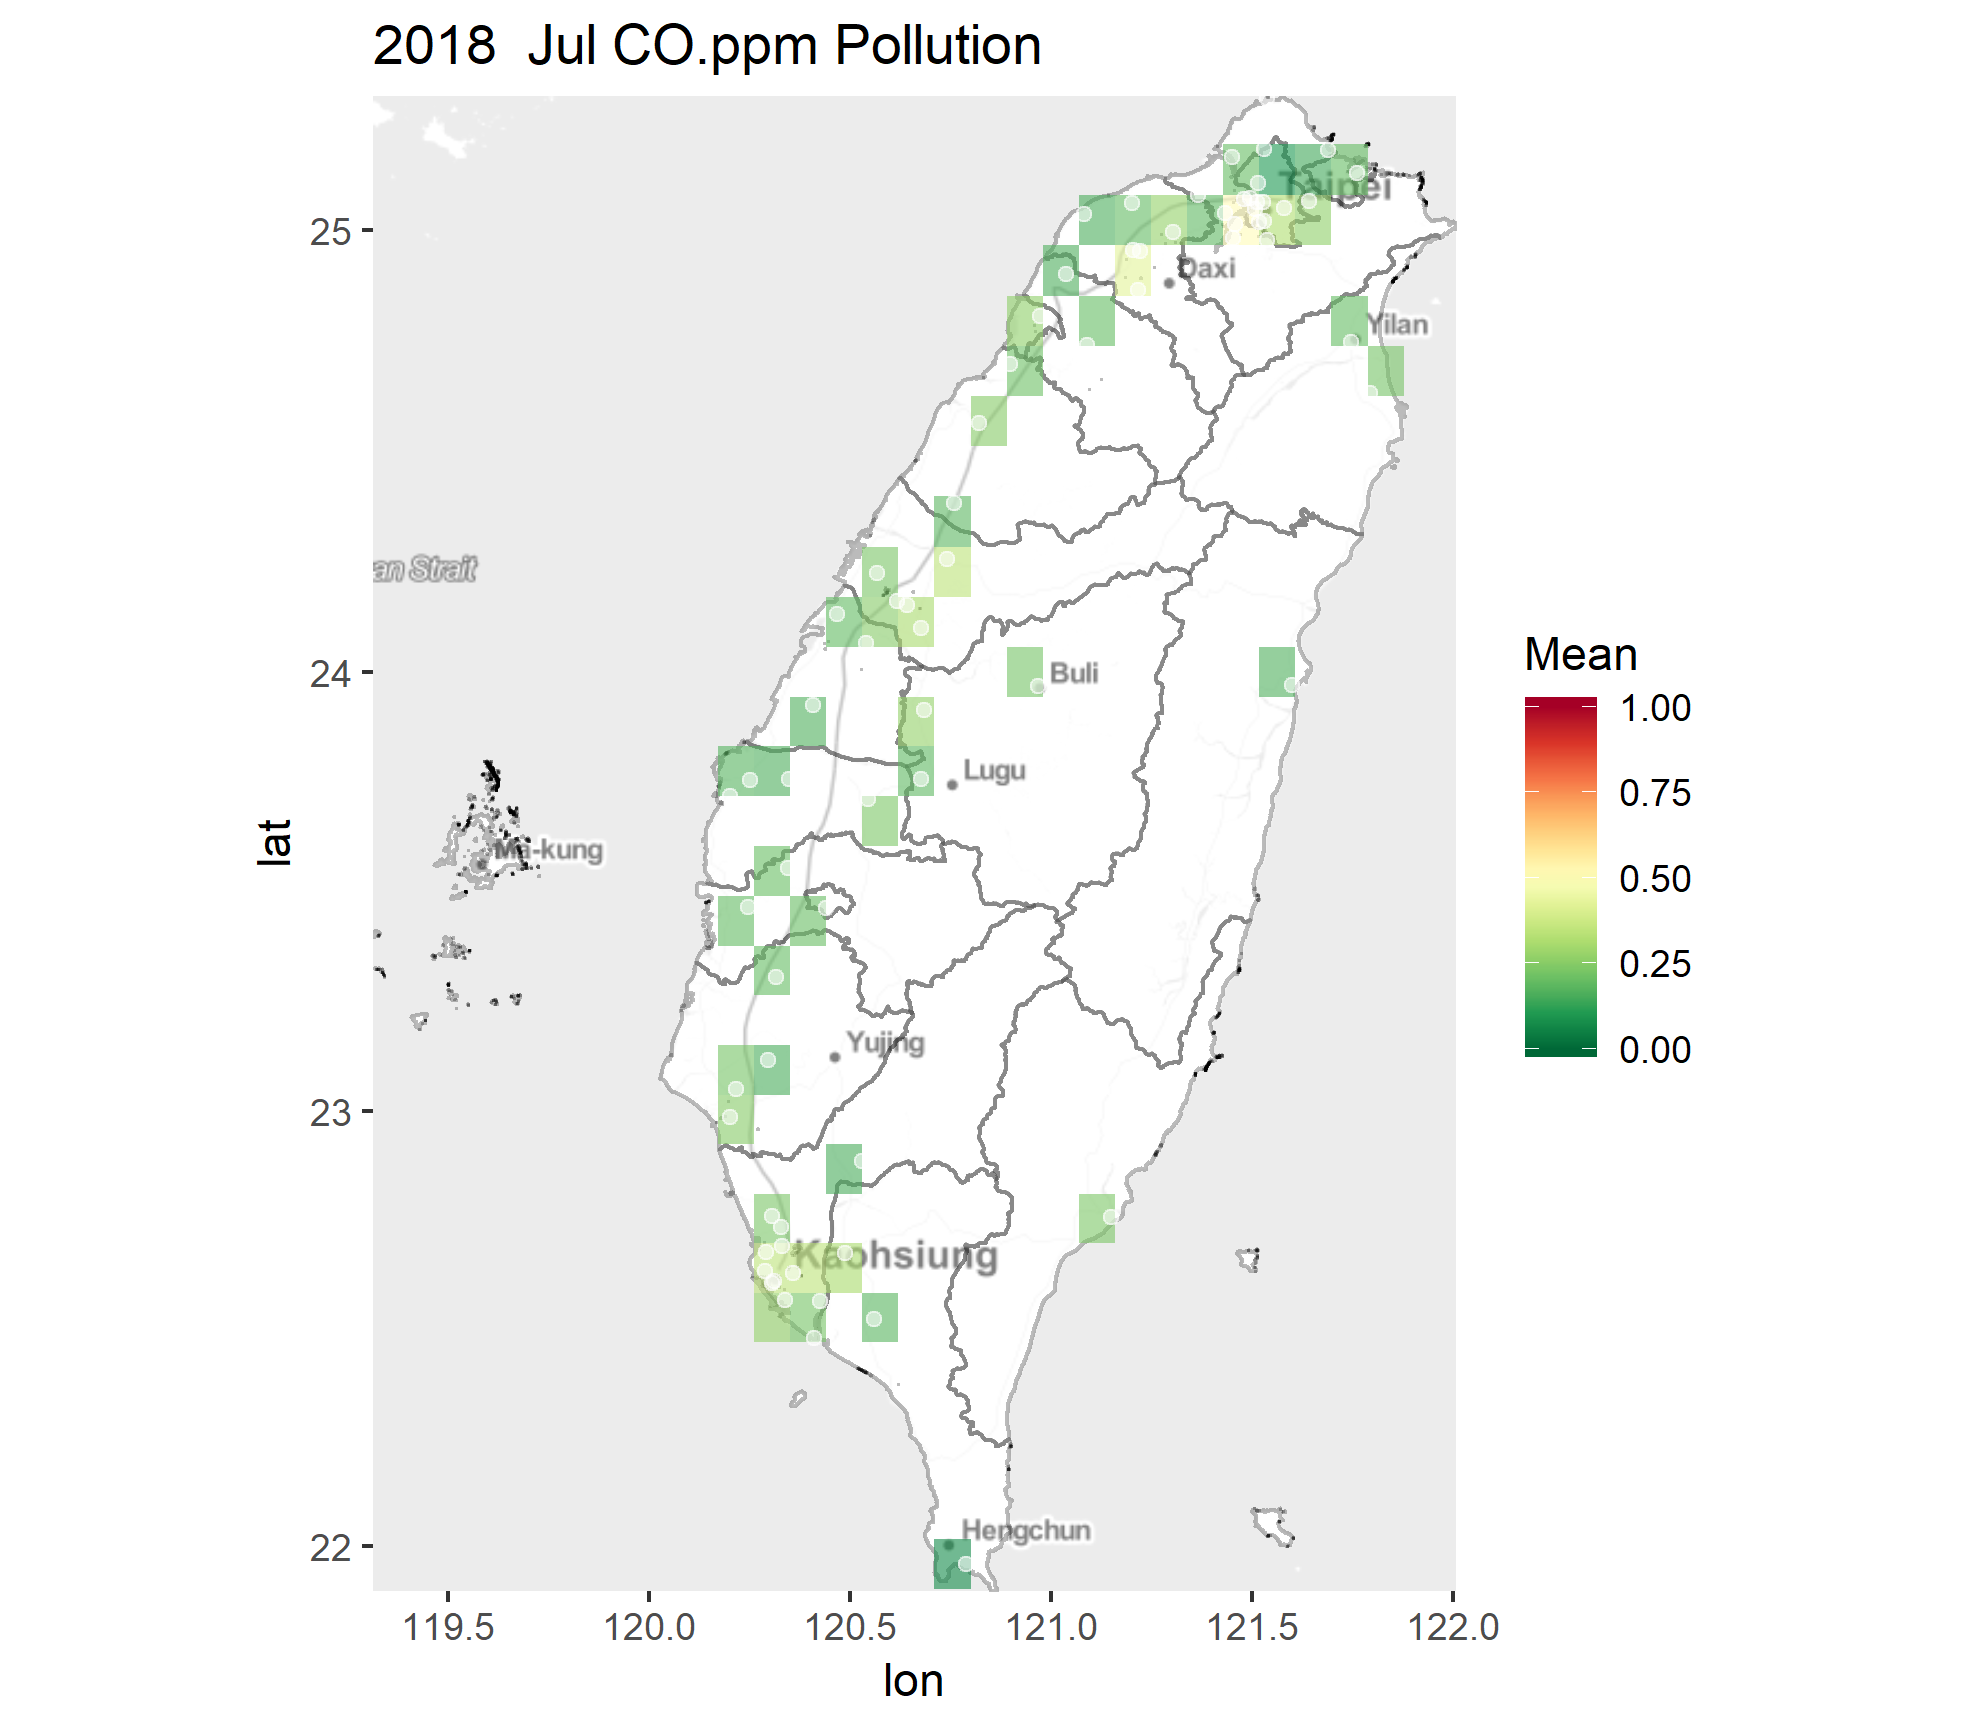 2018  Jul CO.ppm Pollution
25
24
23
22
lat
Taipei
Daxi
Yilan
an Strait
Buli
Lugu
Ma-kung
Yujing
Kaohsiung
Hengchun
119.5
120.0
120.5
121.0
121.5
122.0
lon
Mean
1.00
0.75
0.50
0.25
0.00